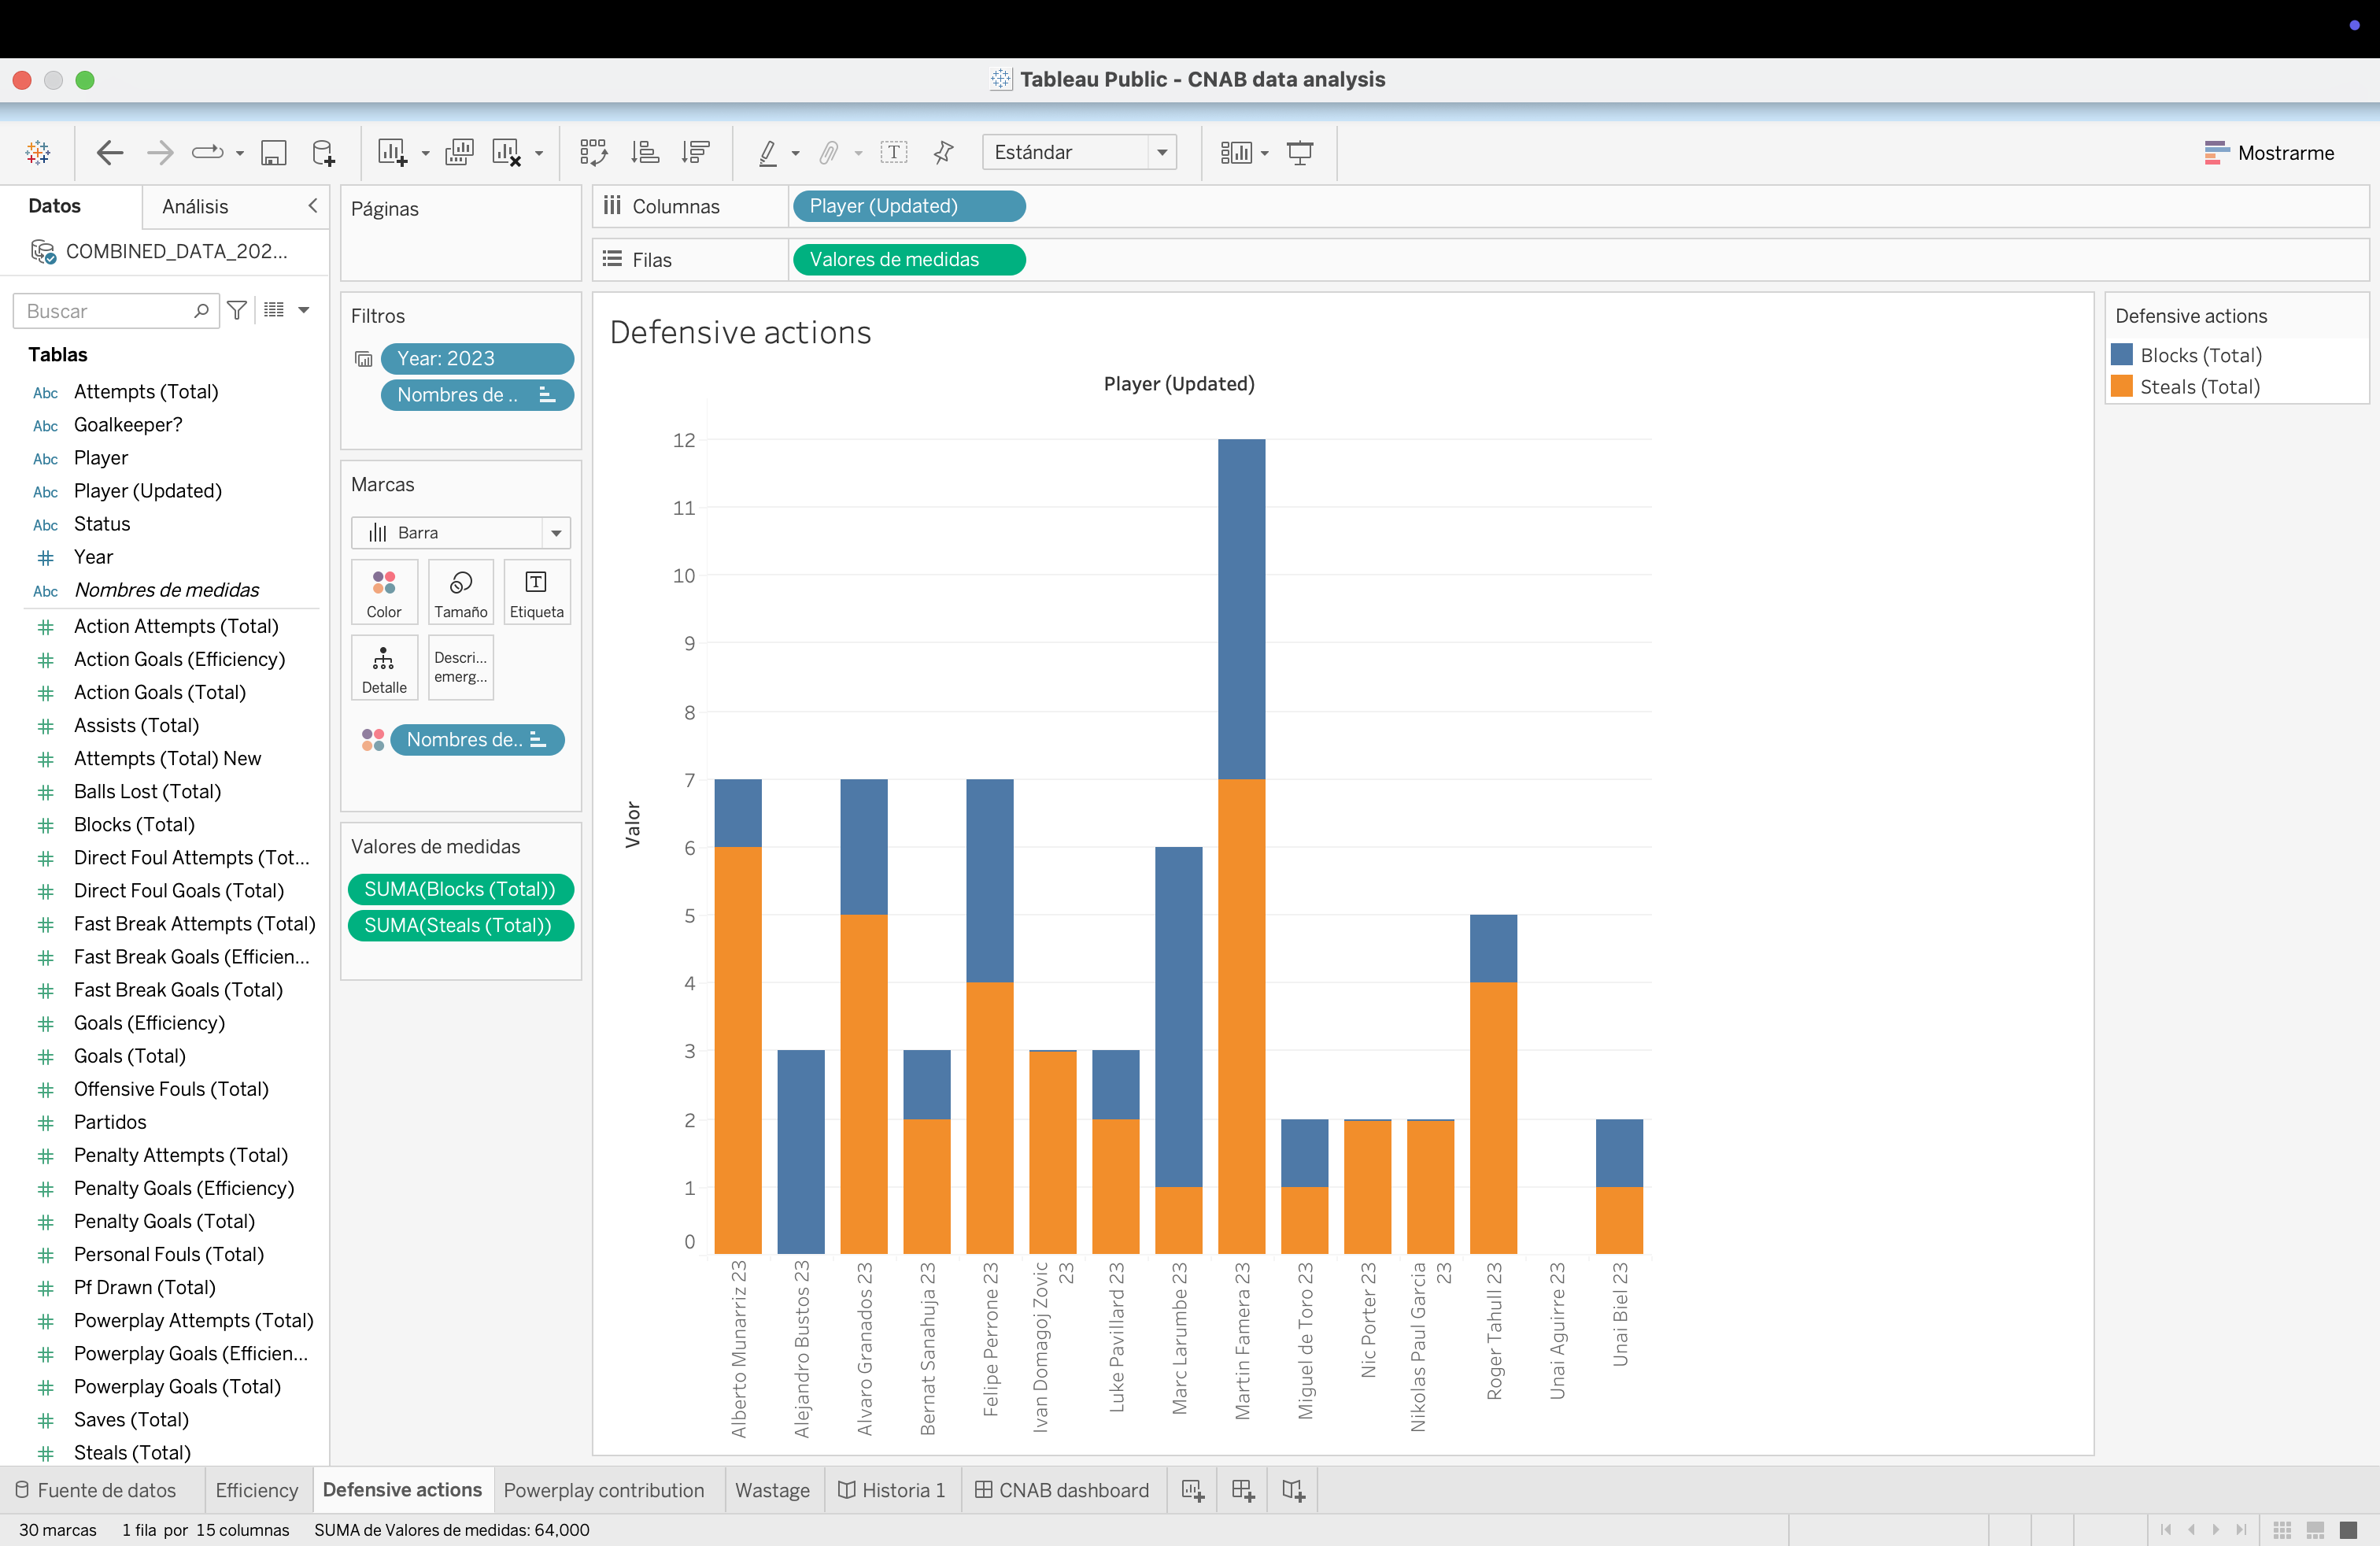 Tableau Public - CNAB data analysis
Estándar
Mostrarme
Datos
Análisis
COMBINED_DATA_202...
Buscar
Tablas
Abc Attempts (Total)
Abc Goalkeeper?
Abc Player
Abc Player (Updated)
Abc Status
Year
Abc Nombres de medidas
Action Attempts (Total)
Action Goals (Efficiency)
Action Goals (Total)
Assists (Total)
Attempts (Total) New
Balls Lost (Total)
Blocks (Total)
Direct Foul Attempts (Tot...
Direct Foul Goals (Total)
Fast Break Attempts (Total)
Fast Break Goals (Efficien...
Fast Break Goals (Total)
Goals (Efficiency)
Goals (Total)
Offensive Fouls (Total)
Partidos
Penalty Attempts (Total)
Penalty Goals (Efficiency)
Penalty Goals (Total)
Personal Fouls (Total)
Pf Drawn (Total)
Powerplay Attempts (Total)
Powerplay Goals (Efficien...
Powerplay Goals (Total)
Saves (Total)
Steals (Total)
Páginas
Filtros
Year: 2023
Nombres de ..
Marcas
Barra
Color
Tamaño
Etiqueta
Detalle
Descri...
emerg...
Nombres de..
Valores de medidas
SUMA(Blocks (Total))
SUMA(Steals (Total))
Columnas
Player (Updated)
Filas
Valores de medidas
Defensive actions
Player (Updated)
Valor
12
11
10
9
8
7
6
5
4
3
2
1
0
Alberto Munarriz 23
Alejandro Bustos 23
Alvaro Granados 23
Bernat Sanahuja 23
Felipe Perrone 23
Ivan Domagoj Zovic
23
Luke Pavillard 23
Marc Larumbe 23
Martin Famera 23
Miguel de Toro 23
Nic Porter 23
Nikolas Paul Garcia
23
Roger Tahull 23
Unai Aguirre 23
Unai Biel 23
Defensive actions
Blocks (Total)
Steals (Total)
Fuente de datos
Efficiency
Defensive actions
Powerplay contribution
Wastage
Historia 1
CNAB dashboard
30 marcas
1 fila por 15 columnas
SUMA de Valores de medidas: 64,000